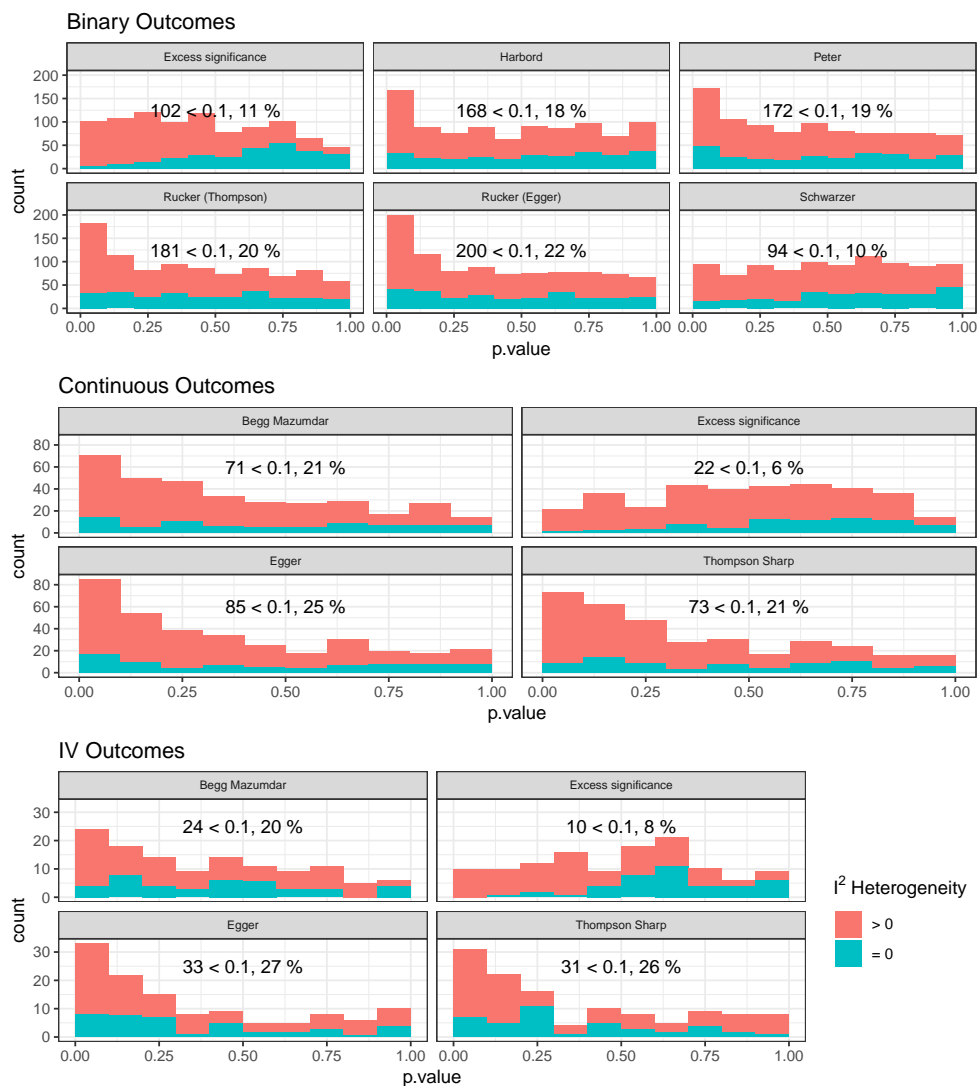 Binary Outcomes
Excess significance Harbord Peter
200
150
100
50
0
102 < 0.1, 11 % 168 < 0.1, 18 % 172 < 0.1, 19 %
count
Rucker (Thompson) Rucker (Egger) Schwarzer
200
150
100
50
0
181 < 0.1, 20 % 200 < 0.1, 22 % 94 < 0.1, 10 %
0.00 0.25 0.50 0.75 1.00 0.00 0.25 0.50 0.75 1.00 0.00 0.25 0.50 0.75 1.00
p.value
Continuous Outcomes
Begg Mazumdar Excess significance
80
60
40
20
0
71 < 0.1, 21 % 22 < 0.1, 6 %
count
Egger Thompson Sharp
80
60
40
20
0
85 < 0.1, 25 % 73 < 0.1, 21 %
0.00 0.25 0.50 0.75 1.00 0.00 0.25 0.50 0.75 1.00
p.value
IV Outcomes
Begg Mazumdar Excess significance
30
20
10
0
24 < 0.1, 20 % 10 < 0.1, 8 %
count
Egger Thompson Sharp
30
20
10
0
33 < 0.1, 27 % 31 < 0.1, 26 %
0.00 0.25 0.50 0.75 1.00 0.00 0.25 0.50 0.75 1.00
p.value
I² Heterogeneity
> 0
= 0